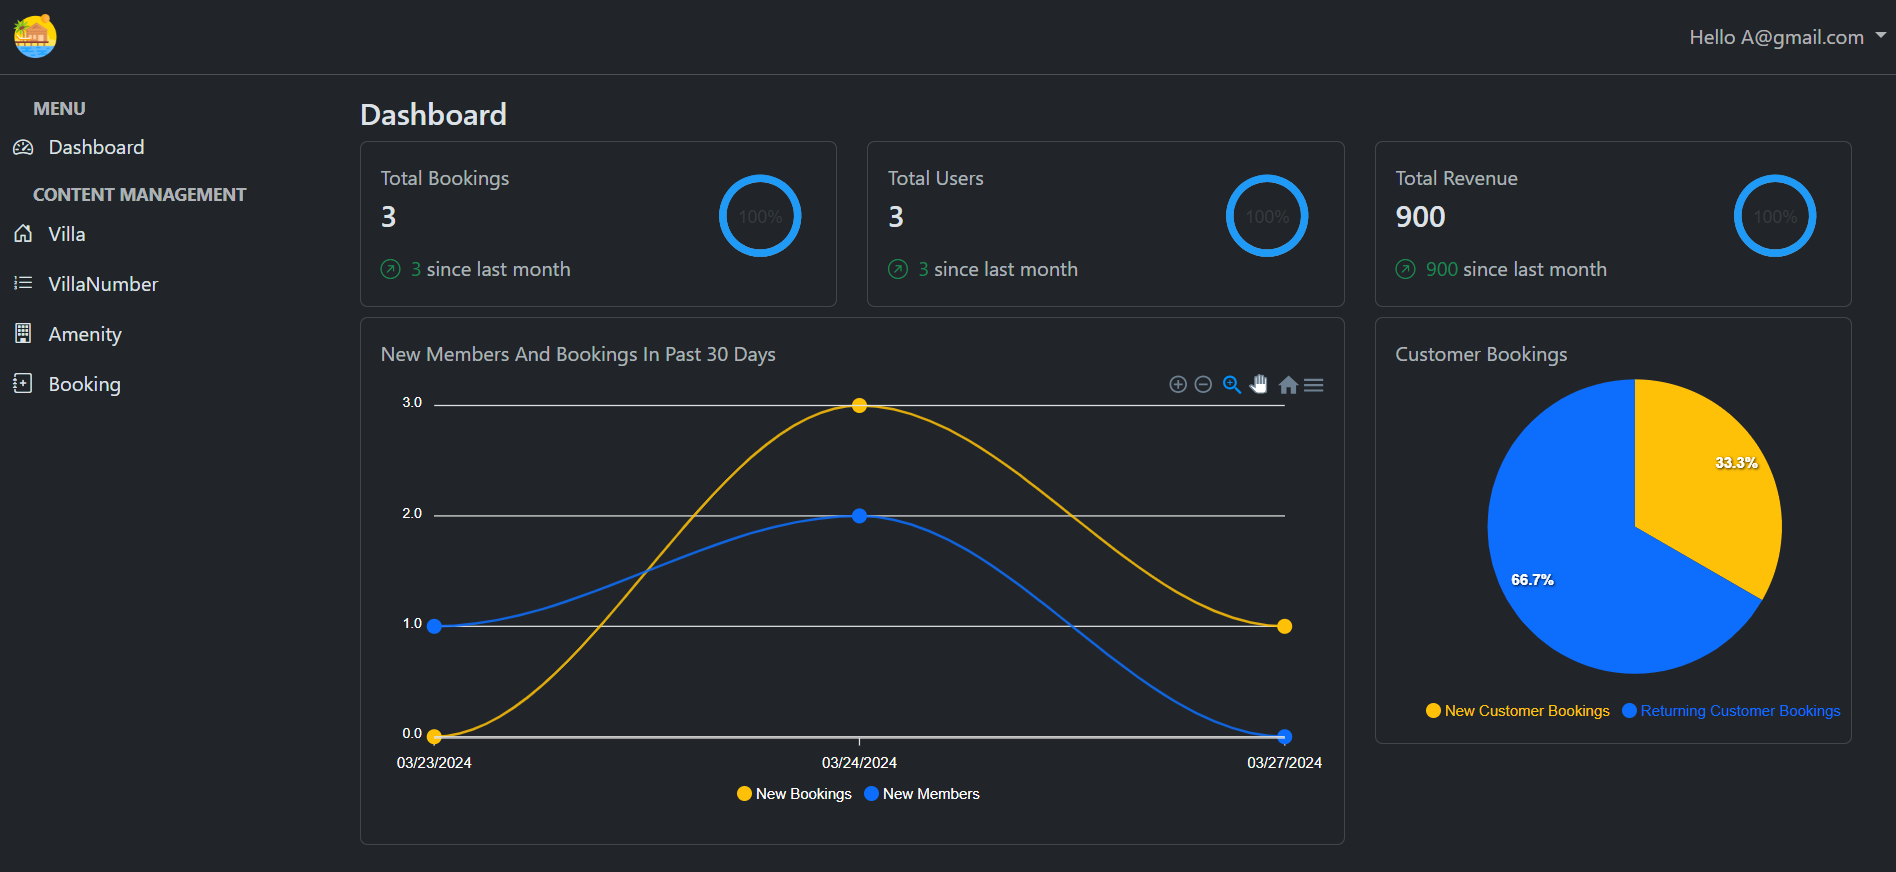 Hello A@gmail.com
MENU
Dashboard
CONTENT MANAGEMENT
Villa
VillaNumber
Amenity
Booking
Dashboard
Total Bookings
3
100%
3 since last month
Total Users
3
100%
3 since last month
Total Revenue
900
100%
900 since last month
New Members And Bookings In Past 30 Days
3.0
2.0
1.0
0.0
03/23/2024 03/24/2024 03/27/2024
New Bookings New Members
Customer Bookings
33.3%
66.7%
New Customer Bookings Returning Customer Bookings